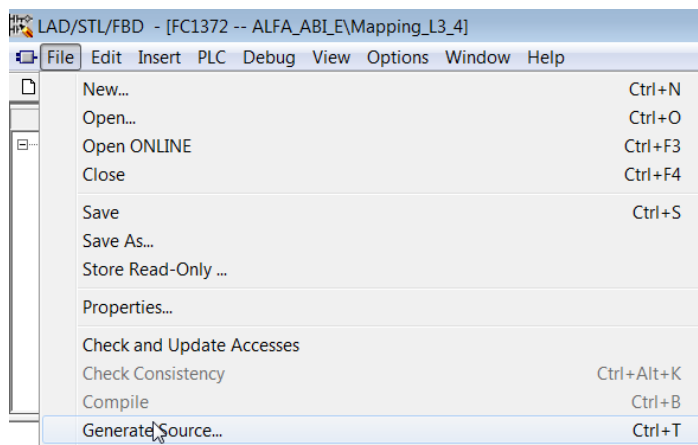 LAD/STL/FBD - [FC1372 -- ALFA_ABI_E\Mapping_L3_4]
File Edit Insert PLC Debug View Options Window Help
New... Ctrl+N
Open... Ctrl+O
Open ONLINE Ctrl+F3
Close Ctrl+F4
Save Ctrl+S
Save As...
Store Read-Only ...
Properties...
Check and Update Accesses
Check Consistency Ctrl+Alt+K
Compile Ctrl+B
Generate Source... Ctrl+T